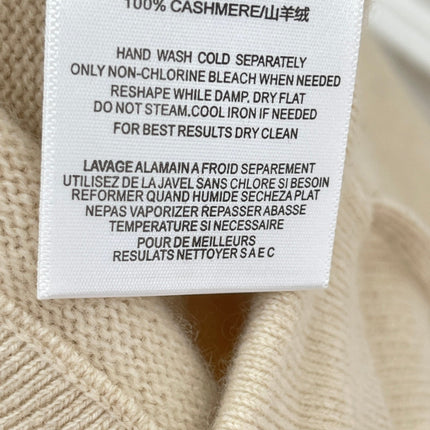 100% CASHMERE/山羊绒
HAND WASH COLD SEPARATELY
ONLY NON-CHLORINE BLEACH WHEN NEEDED
RESHAPE WHILE DAMP. DRY FLAT
DO NOT STEAM.COOL IRON IF NEEDED
FOR BEST RESULTS DRY CLEAN
LAVAGE ALAMAIN A FROID SEPAREMENT
UTILISEZ DE LA JAVEL SANS CHLORE SI BESOIN
REFORMER QUAND HUMIDE SECHEZA PLAT
NEPAS VAPORIZER REPASSER ABASSE
TEMPERATURE SI NECESSAIRE
POUR DE MEILLEURS
RESULATS NETTOYER S A E C